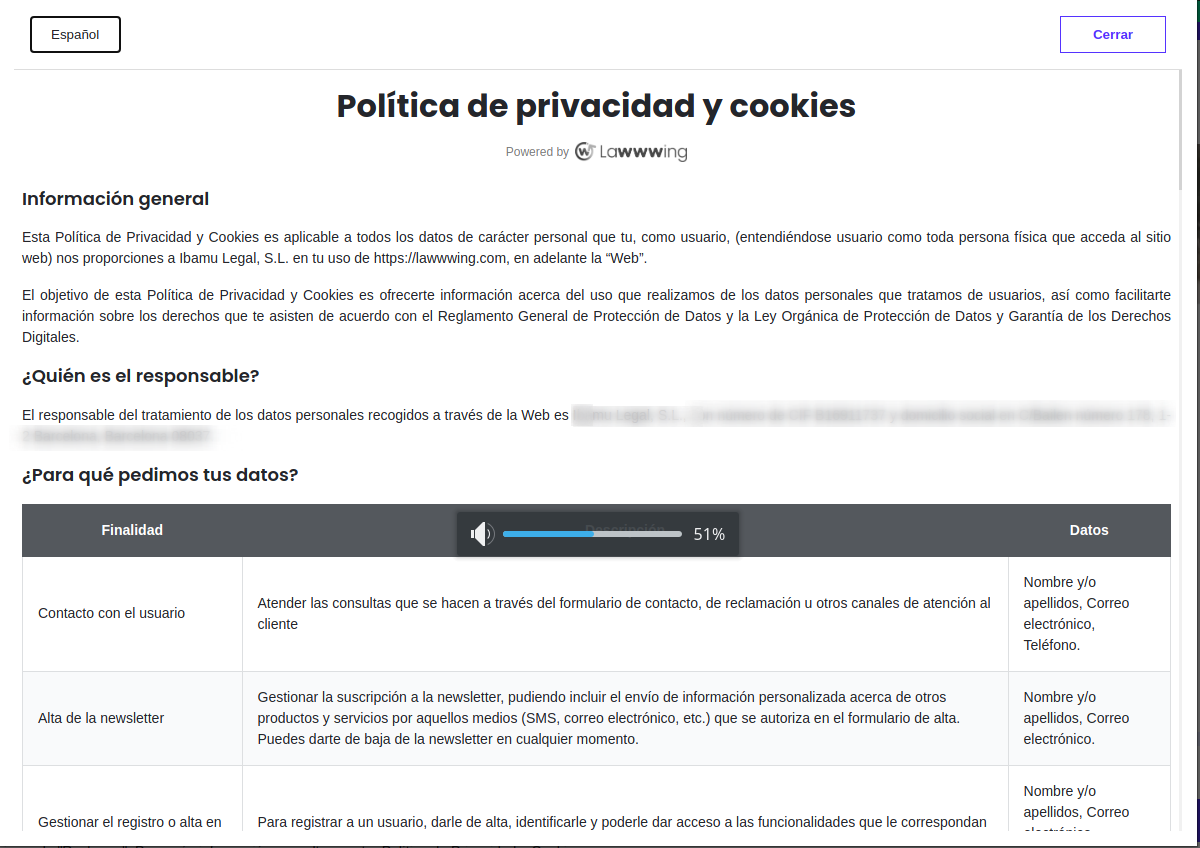 Español
Cerrar
Política de privacidad y cookies
Powered by Lawwwing
Información general
Esta Política de Privacidad y Cookies es aplicable a todos los datos de carácter personal que tu, como usuario, (entendiéndose usuario como toda persona física que acceda al sitio
web) nos proporciones a Ibamu Legal, S.L. en tu uso de https://lawwwing.com, en adelante la “Web”.
El objetivo de esta Política de Privacidad y Cookies es ofrecerte información acerca del uso que realizamos de los datos personales que tratamos de usuarios, así como facilitarte
información sobre los derechos que te asisten de acuerdo con el Reglamento General de Protección de Datos y la Ley Orgánica de Protección de Datos y Garantía de los Derechos
Digitales.
¿Quién es el responsable?
El responsable del tratamiento de los datos personales recogidos a través de la Web es
¿Para qué pedimos tus datos?
Finalidad
Descripción
Datos
51%
Contacto con el usuario
Atender las consultas que se hacen a través del formulario de contacto, de reclamación u otros canales de atención al
cliente
Nombre y/o
apellidos, Correo
electrónico,
Teléfono.
Alta de la newsletter
Gestionar la suscripción a la newsletter, pudiendo incluir el envío de información personalizada acerca de otros
productos y servicios por aquellos medios (SMS, correo electrónico, etc.) que se autoriza en el formulario de alta.
Puedes darte de baja de la newsletter en cualquier momento.
Nombre y/o
apellidos, Correo
electrónico.
Gestionar el registro o alta en
Para registrar a un usuario, darle de alta, identificarle y poderle dar acceso a las funcionalidades que le correspondan
Nombre y/o
apellidos, Correo